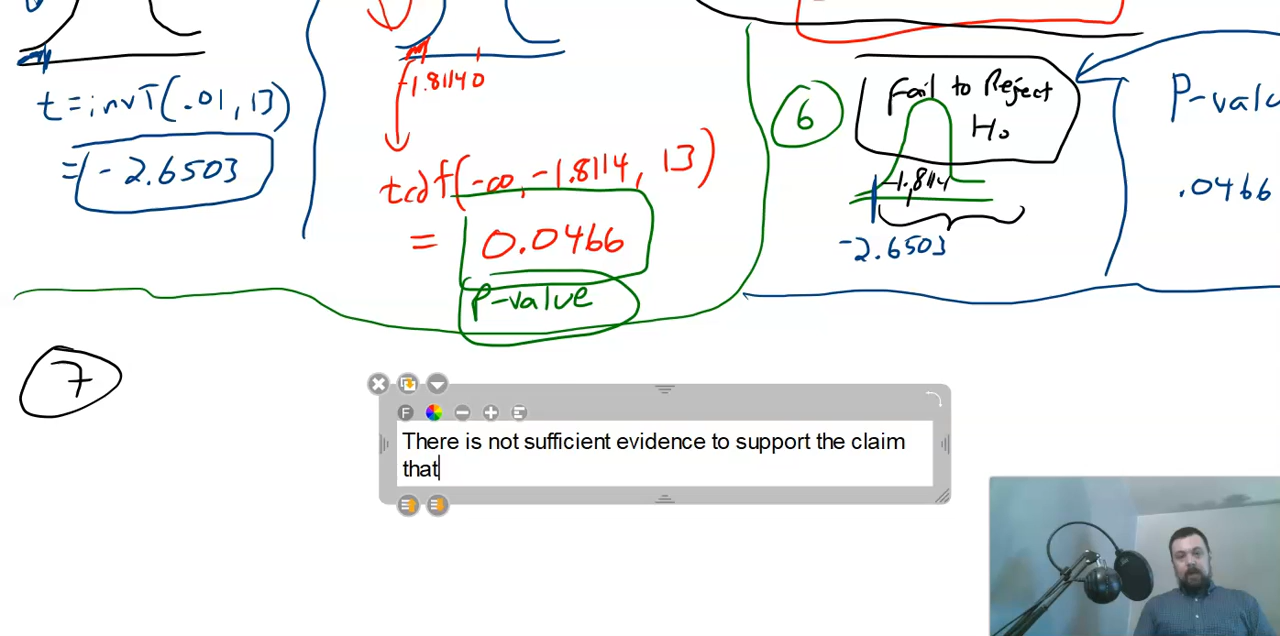 t=invT(.01, 13)
= -2.6503
-1.8114 0
tcdf(-∞, -1.8114, 13)
= 0.0466
P-value
6
Fail to Reject
Ho
-1.8114
-2.6503
P-valu
.0466
7
F
There is not sufficient evidence to support the claim
that